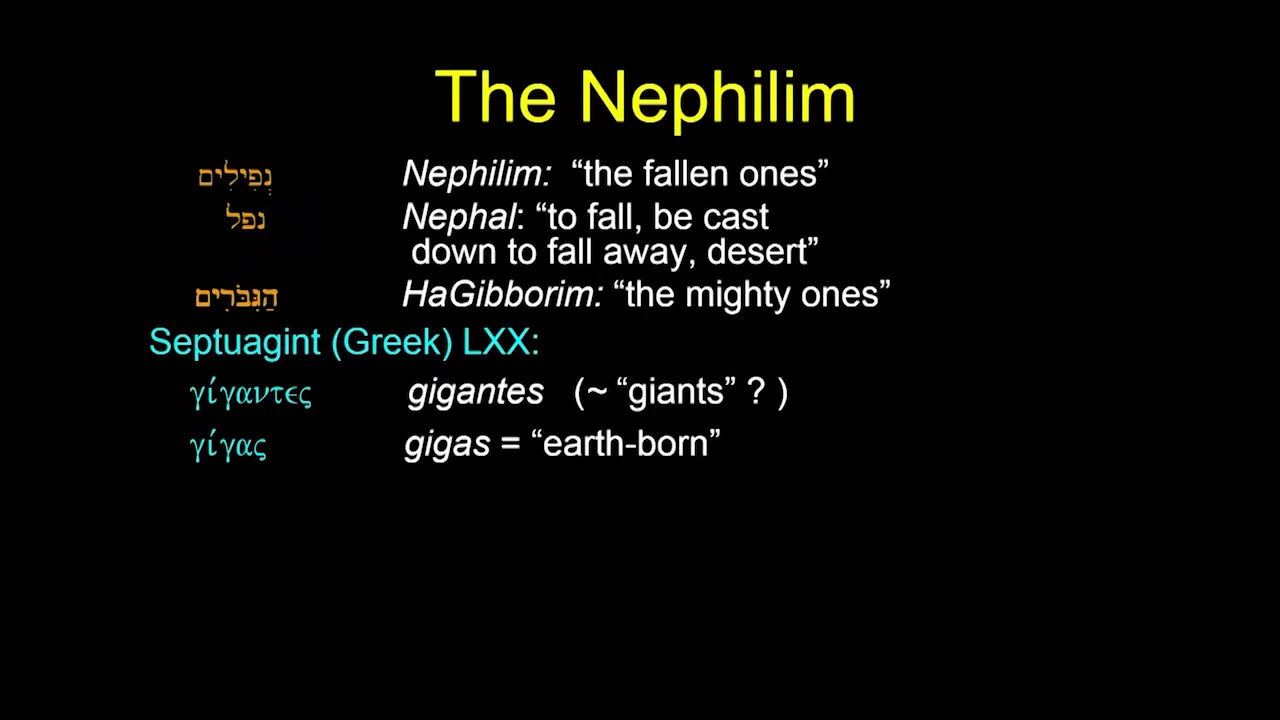 The Nephilim
נְפִילִים Nephilim: “the fallen ones”
נפל Nephal: “to fall, be cast
down to fall away, desert”
הַגִּבֹּרִים HaGibborim: “the mighty ones”
Septuagint (Greek) LXX:
γίγαντες gigantes (~ “giants” ? )
γίγας gigas = “earth-born”